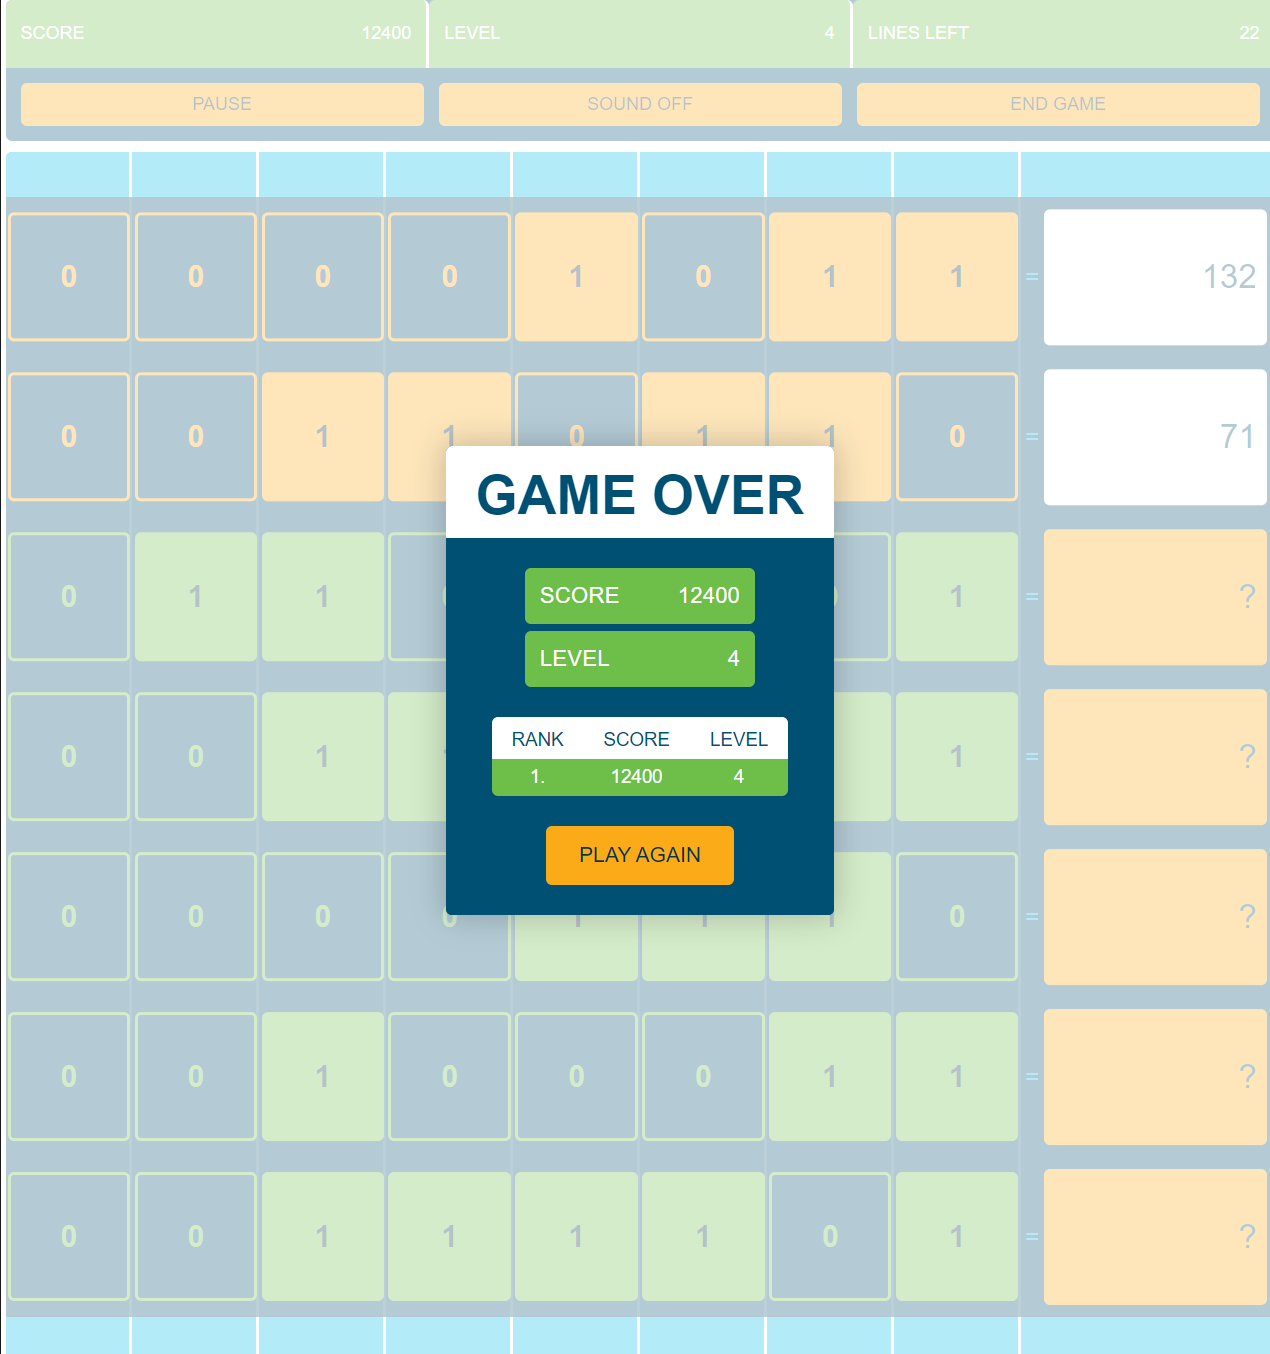 SCORE 12400 LEVEL 4 LINES LEFT 22
PAUSE SOUND OFF END GAME
0 0 0 0 1 0 1 1 = 132
0 0 1 1 0 1 1 0 = 71
GAME OVER
0 1 1 1 = ?
SCORE 12400
LEVEL 4
RANK SCORE LEVEL
0 0 1 1 = ?
1. 12400 4
PLAY AGAIN
0 0 0 0 1 1 1 0 = ?
0 0 1 0 0 0 1 1 = ?
0 0 1 1 1 1 0 1 = ?